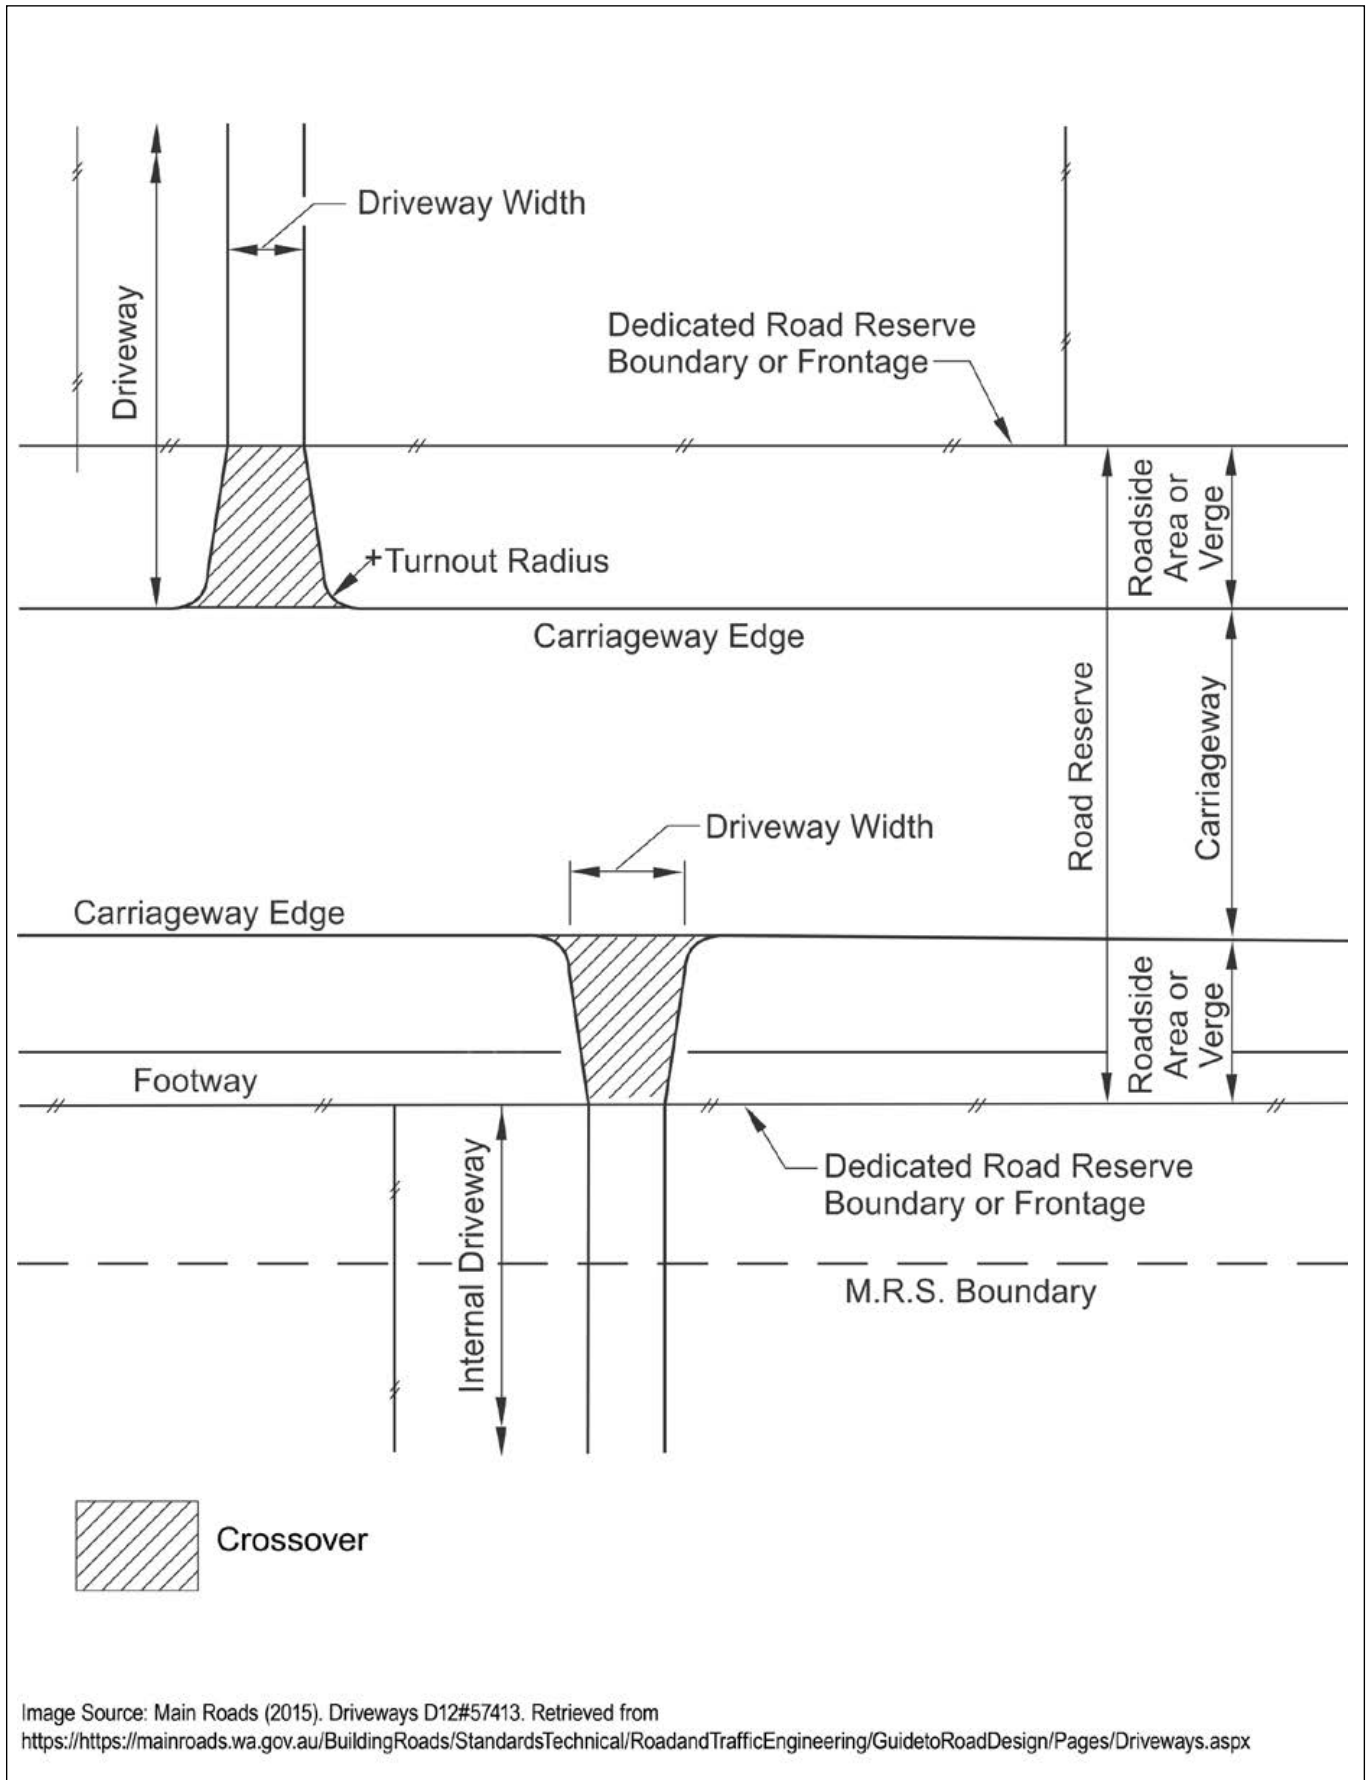 Driveway Width
Driveway
Dedicated Road Reserve
Boundary or Frontage
Roadside
Area or
Verge
+Turnout Radius
Carriageway Edge
Road Reserve
Carriageway
Driveway Width
Carriageway Edge
Roadside
Area or
Verge
Footway
Internal Driveway
Dedicated Road Reserve
Boundary or Frontage
M.R.S. Boundary
Crossover
Image Source: Main Roads (2015). Driveways D12#57413. Retrieved from
https://https://mainroads.wa.gov.au/BuildingRoads/StandardsTechnical/RoadandTrafficEngineering/GuidetoRoadDesign/Pages/Driveways.aspx